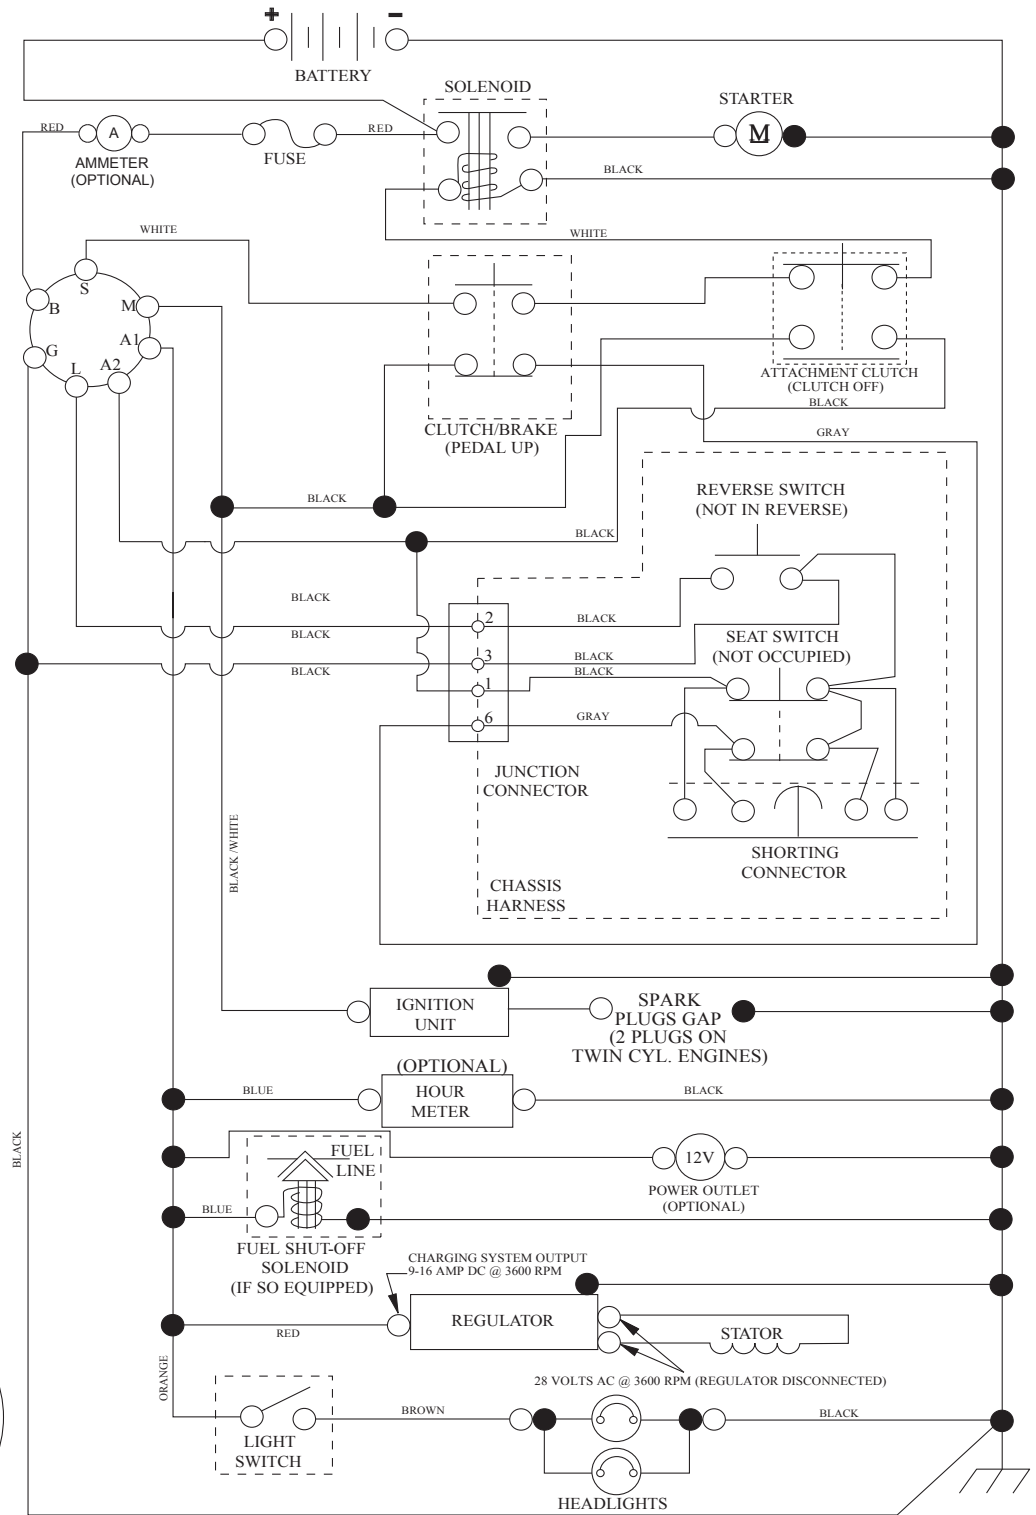 + −
BATTERY
SOLENOID
STARTER
RED
A
RED
M
FUSE
AMMETER
(OPTIONAL)
BLACK
WHITE
WHITE
S
B
M
A1
G
A2
L
ATTACHMENT CLUTCH
(CLUTCH OFF)
BLACK
CLUTCH/BRAKE
(PEDAL UP)
GRAY
REVERSE SWITCH
(NOT IN REVERSE)
BLACK
BLACK
BLACK
2
BLACK
BLACK
SEAT SWITCH
(NOT OCCUPIED)
3
BLACK
BLACK
BLACK
1
6
GRAY
JUNCTION
CONNECTOR
BLACK /WHITE
SHORTING
CONNECTOR
CHASSIS
HARNESS
IGNITION
UNIT
SPARK
PLUGS GAP
(2 PLUGS ON
TWIN CYL. ENGINES)
(OPTIONAL)
BLUE
HOUR
METER
BLACK
BLACK
FUEL
LINE
12V
POWER OUTLET
(OPTIONAL)
BLUE
FUEL SHUT-OFF
SOLENOID
(IF SO EQUIPPED)
CHARGING SYSTEM OUTPUT
9-16 AMP DC @ 3600 RPM
REGULATOR
RED
STATOR
ORANGE
28 VOLTS AC @ 3600 RPM (REGULATOR DISCONNECTED)
BROWN
BLACK
LIGHT
SWITCH
HEADLIGHTS